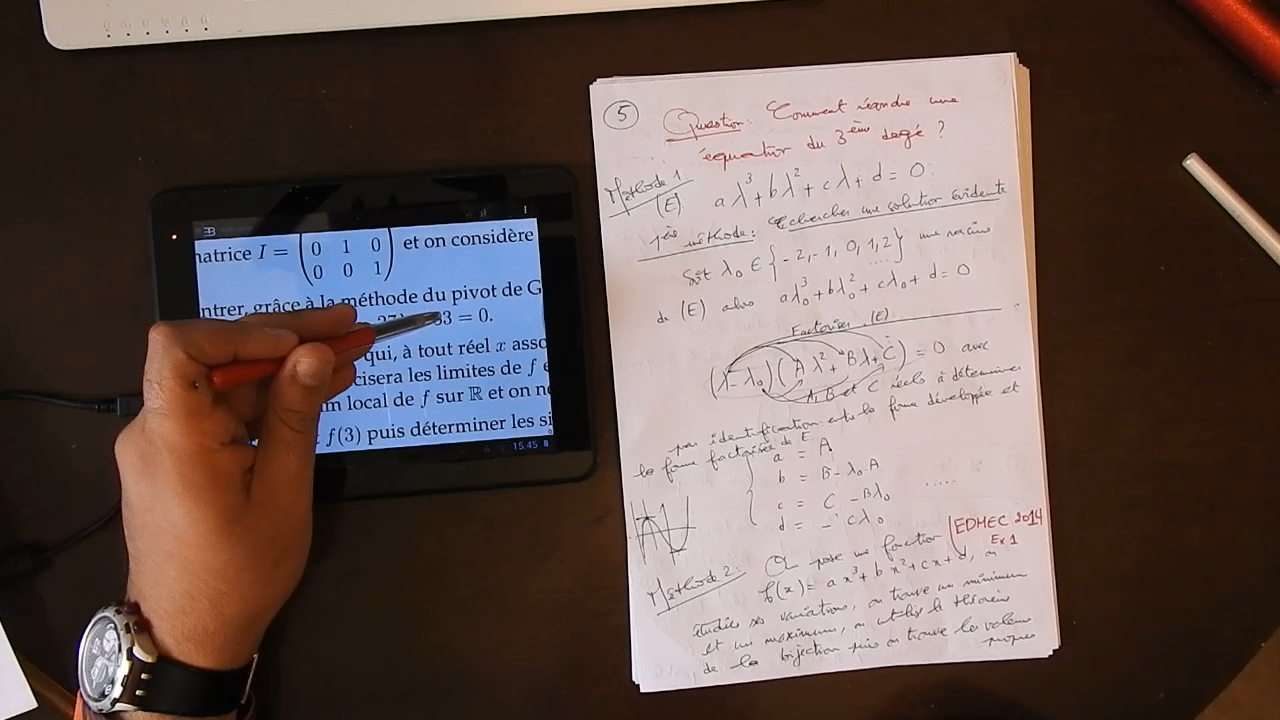 natrice I = ( 0 1 0 ) et on considère
0 0 1
ntrer, grâce à la méthode du pivot de G
33 = 0.
qui, à tout réel x asso
cisera les limites de f
m local de f sur ℝ et on n
f(3) puis déterminer les si
15:45
5
Question: Comment résoudre une
équation du 3ème degé ?
Méthode 1
(E) aλ³ + bλ² + cλ + d = 0
1ère méthode: Rechercher une solution évidente
Soit λ₀ ∈ {-2, -1, 0, 1, 2} une racine
de (E) alors aλ₀³ + bλ₀² + cλ₀ + d = 0
Factoriser (E)
(λ - λ₀)(Aλ² + Bλ + C) = 0 avec
A, B et C réels à déterminer
par identification entre la forme développée et
la forme factorisée de E
a = A
b = B - λ₀A
c = C - Bλ₀
d = - Cλ₀
.....
EDMEC 2014
Ex 1
Méthode 2: On pose une fonction
f(x) = ax³ + bx² + cx + d, on
étudie ses variations, on trouve un minimum
et un maximum, on utilise le théorème
de la bijection puis on trouve les valeurs
propres